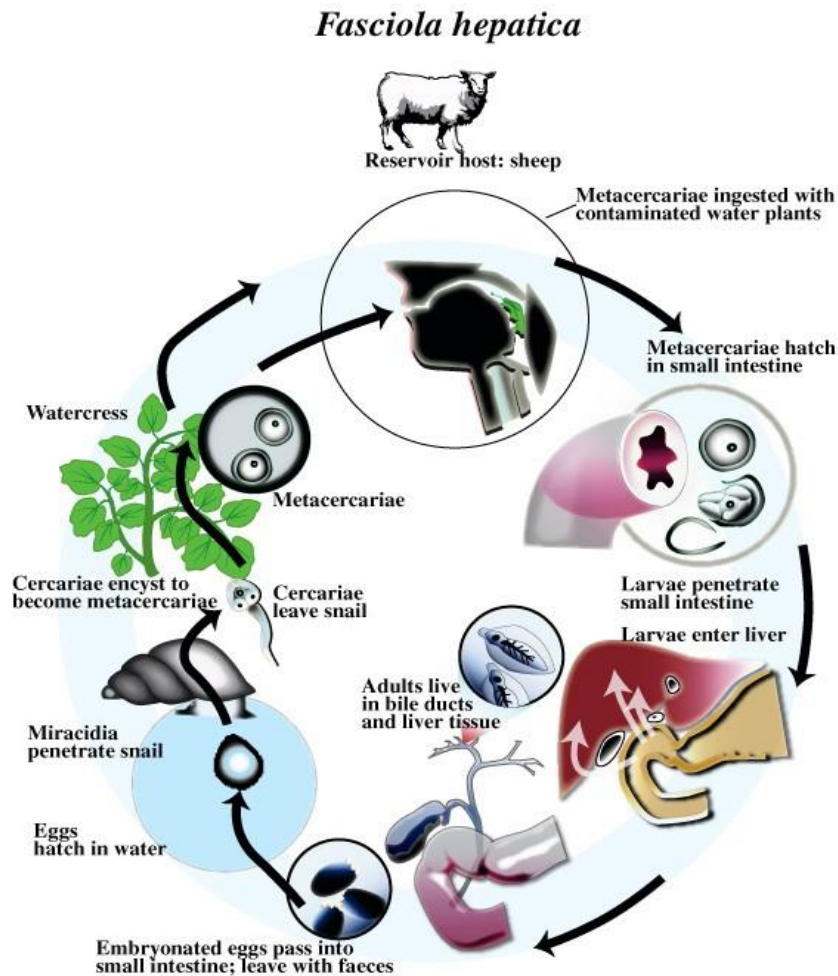 Fasciola hepatica
Reservoir host: sheep
Metacercariae ingested with
contaminated water plants
Metacercariae hatch
in small intestine
Watercress
Metacercariae
Larvae penetrate
small intestine
Larvae enter liver
Cercariae encyst to
become metacercariae
Cercariae
leave snail
Adults live
in bile ducts
and liver tissue
Miracidia
penetrate snail
Eggs
hatch in water
Embryonated eggs pass into
small intestine; leave with faeces